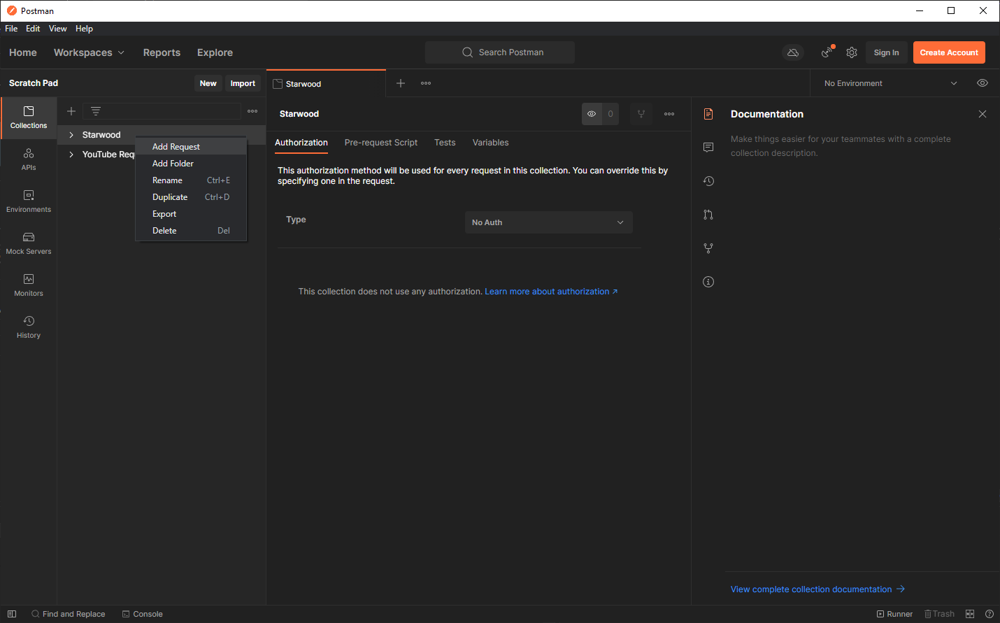 Postman
File Edit View Help
Home Workspaces Reports Explore
Search Postman
Sign In
Create Account
Scratch Pad
New
Import
Starwood
No Environment
Collections
APIs
Environments
Mock Servers
Monitors
History
Starwood
YouTube Req
Add Request
Add Folder
Rename Ctrl+E
Duplicate Ctrl+D
Export
Delete Del
Starwood
0
Authorization Pre-request Script Tests Variables
This authorization method will be used for every request in this collection. You can override this by
specifying one in the request.
Type
No Auth
This collection does not use any authorization. Learn more about authorization ↗
Documentation
Make things easier for your teammates with a complete
collection description.
View complete collection documentation →
Find and Replace
Console
Runner
Trash